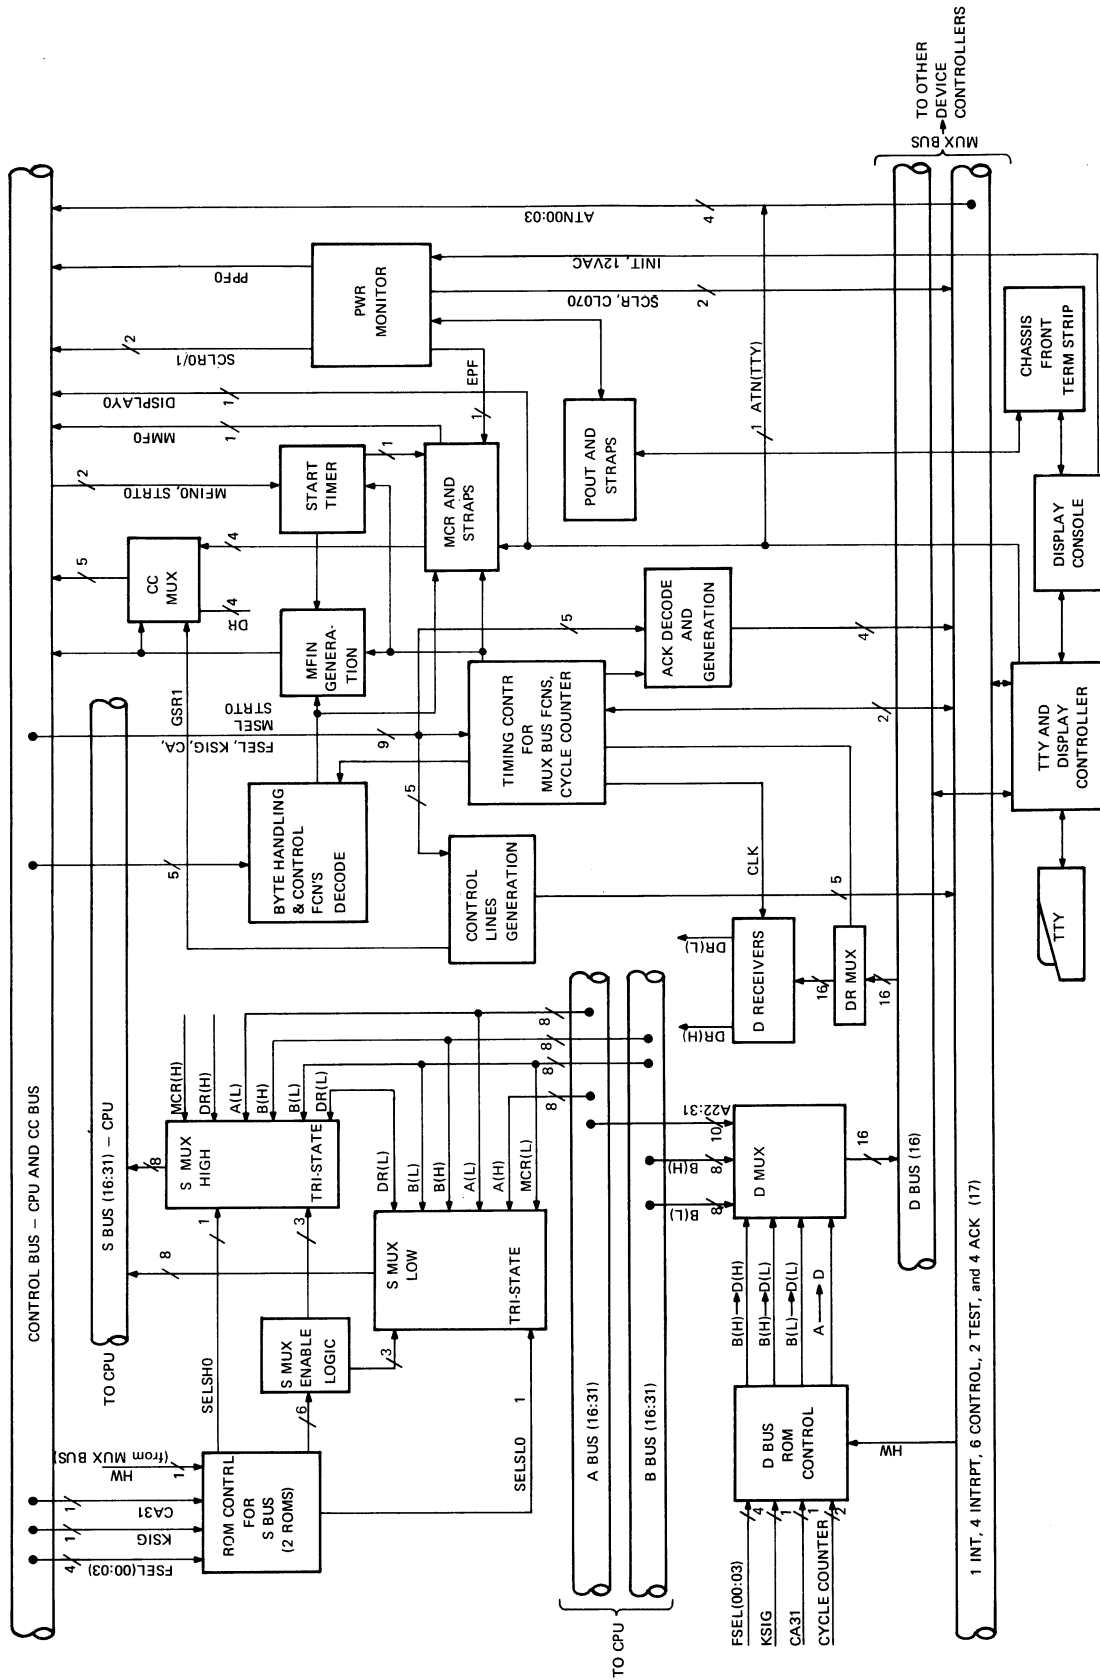 CONTROL BUS – CPU AND CC BUS
S BUS (16:31) – CPU
TO CPU
FSEL(00:03)
4
KSIG
1
CA31
1
HW
(from MUX BUS)
1
ROM CONTRL
FOR
S BUS
(2 ROMS)
SELSH0
1
6
S MUX
ENABLE
LOGIC
3
3
SELSL0
1
S MUX
HIGH
TRI-STATE
8
MCR(H)
DR(H)
A(L)
B(H)
B(L)
DR(L)
S MUX
LOW
TRI-STATE
8
DR(L)
B(L)
B(H)
A(L)
A(H)
MCR(L)
8
8
8
8
A BUS (16:31)
B BUS (16:31)
TO CPU
FSEL(00:03)
4
KSIG
1
CA31
1
CYCLE COUNTER
2
D BUS
ROM
CONTROL
HW
B(H) D(H)
B(H) D(L)
B(L) D(L)
A D
D MUX
B(L)
8
B(H)
8
A22:31
10
16
D BUS (16)
1 INT, 4 INTRPT, 6 CONTROL, 2 TEST, and 4 ACK (17)
DR(H)
DR(L)
D RECEIVERS
16
DR MUX
16
CLK
5
BYTE HANDLING
& CONTROL
FCN'S
DECODE
5
CONTROL
LINES
GENERATION
5
GSR1
FSEL, KSIG, CA,
MSEL
STRT0
9
TIMING CONTR
FOR
MUX BUS FCNS,
CYCLE COUNTER
2
ACK DECODE
AND
GENERATION
5
4
CC
MUX
5
4
DR
4
MFIN
GENERA-
TION
START
TIMER
MFIN0, STRT0
2
1
MCR AND
STRAPS
MMF0
1
DISPLAY0
1
EPF
1
SCLR0/1
2
PPF0
PWR
MONITOR
INIT, 12VAC
SCLR, CL070
2
ATN00:03
4
POUT AND
STRAPS
1 ATN(TTY)
MUX BUS
TO OTHER
DEVICE
CONTROLLERS
TTY
TTY AND
DISPLAY
CONTROLLER
DISPLAY
CONSOLE
CHASSIS
FRONT
TERM STRIP